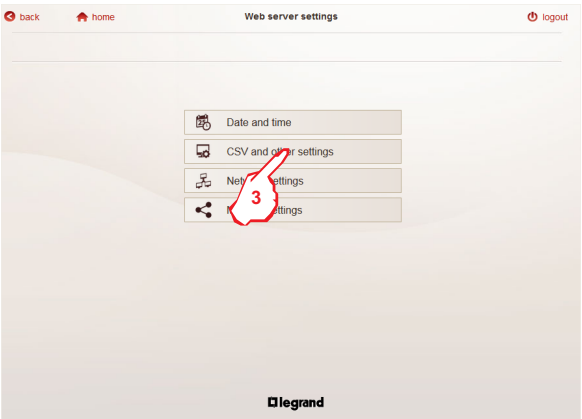 back home Web server settings logout
Date and time
CSV and other settings
settings
3
settings
legrand